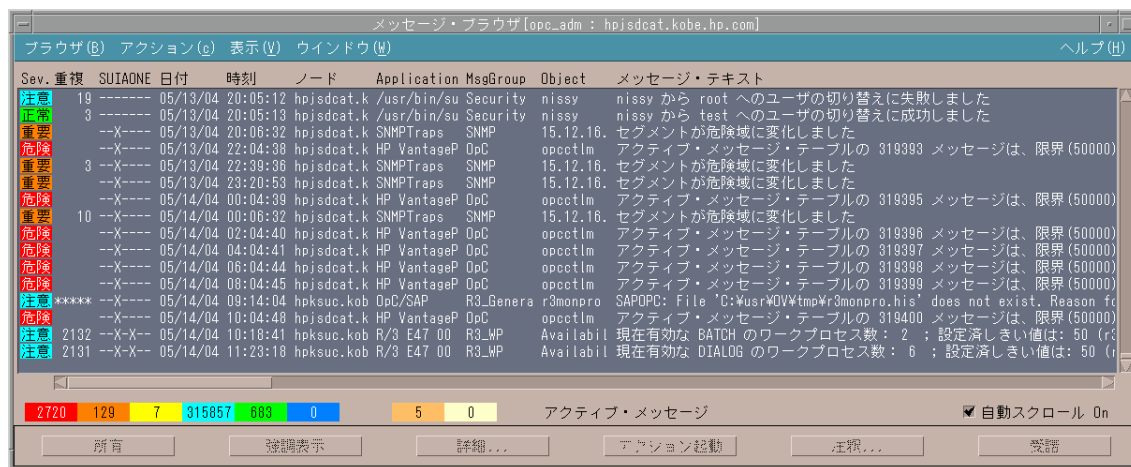 メッセージ・ブラウザ[opc_adm : hpjsdcat.kobe.hp.com]
ブラウザ(B) アクション(c) 表示(V) ウインドウ(W) ヘルプ(H)
Sev. 重複 SUIAONE 日付 時刻 ノード Application MsgGroup Object メッセージ・テキスト
注意 19 ------- 05/13/04 20:05:12 hpjsdcat.k /usr/bin/su Security nissy nissy から root へのユーザの切り替えに失敗しました
正常 3 ------- 05/13/04 20:05:13 hpjsdcat.k /usr/bin/su Security nissy nissy から test へのユーザの切り替えに成功しました
重要 --X---- 05/13/04 20:06:32 hpjsdcat.k SNMPTraps SNMP 15.12.16. セグメントが危険域に変化しました
危険 --X---- 05/13/04 22:04:38 hpjsdcat.k HP VantageP OpC opcctlm アクティブ・メッセージ・テーブルの 319393 メッセージは、限界(50000)
重要 3 --X---- 05/13/04 22:39:36 hpjsdcat.k SNMPTraps SNMP 15.12.16. セグメントが危険域に変化しました
重要 --X---- 05/13/04 23:20:53 hpjsdcat.k SNMPTraps SNMP 15.12.16. セグメントが危険域に変化しました
危険 --X---- 05/14/04 00:04:39 hpjsdcat.k HP VantageP OpC opcctlm アクティブ・メッセージ・テーブルの 319395 メッセージは、限界(50000)
重要 10 --X---- 05/14/04 00:06:32 hpjsdcat.k SNMPTraps SNMP 15.12.16. セグメントが危険域に変化しました
危険 --X---- 05/14/04 02:04:40 hpjsdcat.k HP VantageP OpC opcctlm アクティブ・メッセージ・テーブルの 319396 メッセージは、限界(50000)
危険 --X---- 05/14/04 04:04:41 hpjsdcat.k HP VantageP OpC opcctlm アクティブ・メッセージ・テーブルの 319397 メッセージは、限界(50000)
危険 --X---- 05/14/04 06:04:44 hpjsdcat.k HP VantageP OpC opcctlm アクティブ・メッセージ・テーブルの 319398 メッセージは、限界(50000)
危険 --X---- 05/14/04 08:04:45 hpjsdcat.k HP VantageP OpC opcctlm アクティブ・メッセージ・テーブルの 319399 メッセージは、限界(50000)
注意 ***** --X---- 05/14/04 09:14:04 hpksuc.kob OpC/SAP R3_Genera r3monpro SAPOPC: File 'C:¥usr¥OV¥tmp¥r3monpro.his' does not exist. Reason fo
危険 --X---- 05/14/04 10:04:48 hpjsdcat.k HP VantageP OpC opcctlm アクティブ・メッセージ・テーブルの 319400 メッセージは、限界(50000)
注意 2132 --X-X-- 05/14/04 10:18:41 hpksuc.kob R/3 E47 00 R3_WP Availabil 現在有効な BATCH のワークプロセス数: 2 ; 設定済しきい値は: 50 (r3
注意 2131 --X-X-- 05/14/04 11:23:18 hpksuc.kob R/3 E47 00 R3_WP Availabil 現在有効な DIALOG のワークプロセス数: 6 ; 設定済しきい値は: 50 (r
2720 129 7 315857 683 0 5 0 アクティブ・メッセージ 自動スクロール On
所有 強調表示 詳細... アクション起動 注釈... 受諾